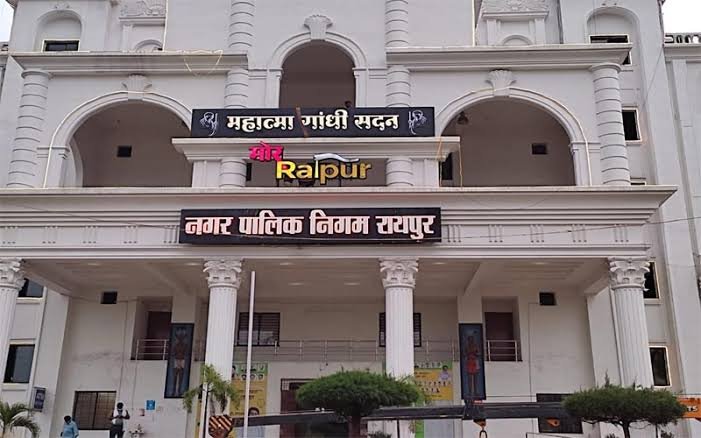 महात्मा गांधी सदन
मोर
Raipur
नगर पालिक निगम रायपुर